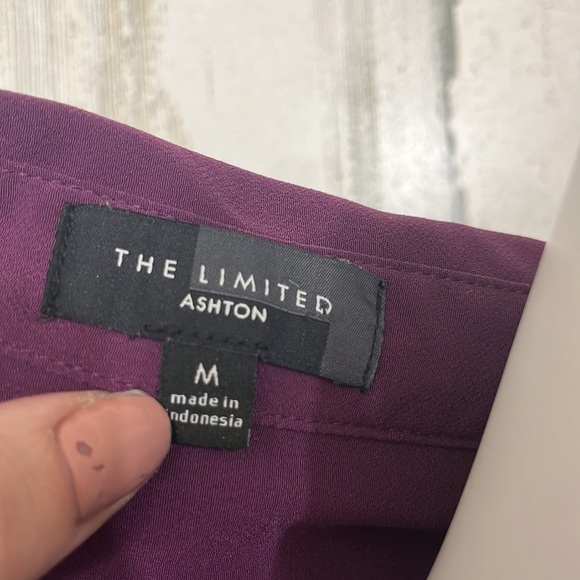 THE LIMITED
ASHTON
M
made in
indonesia